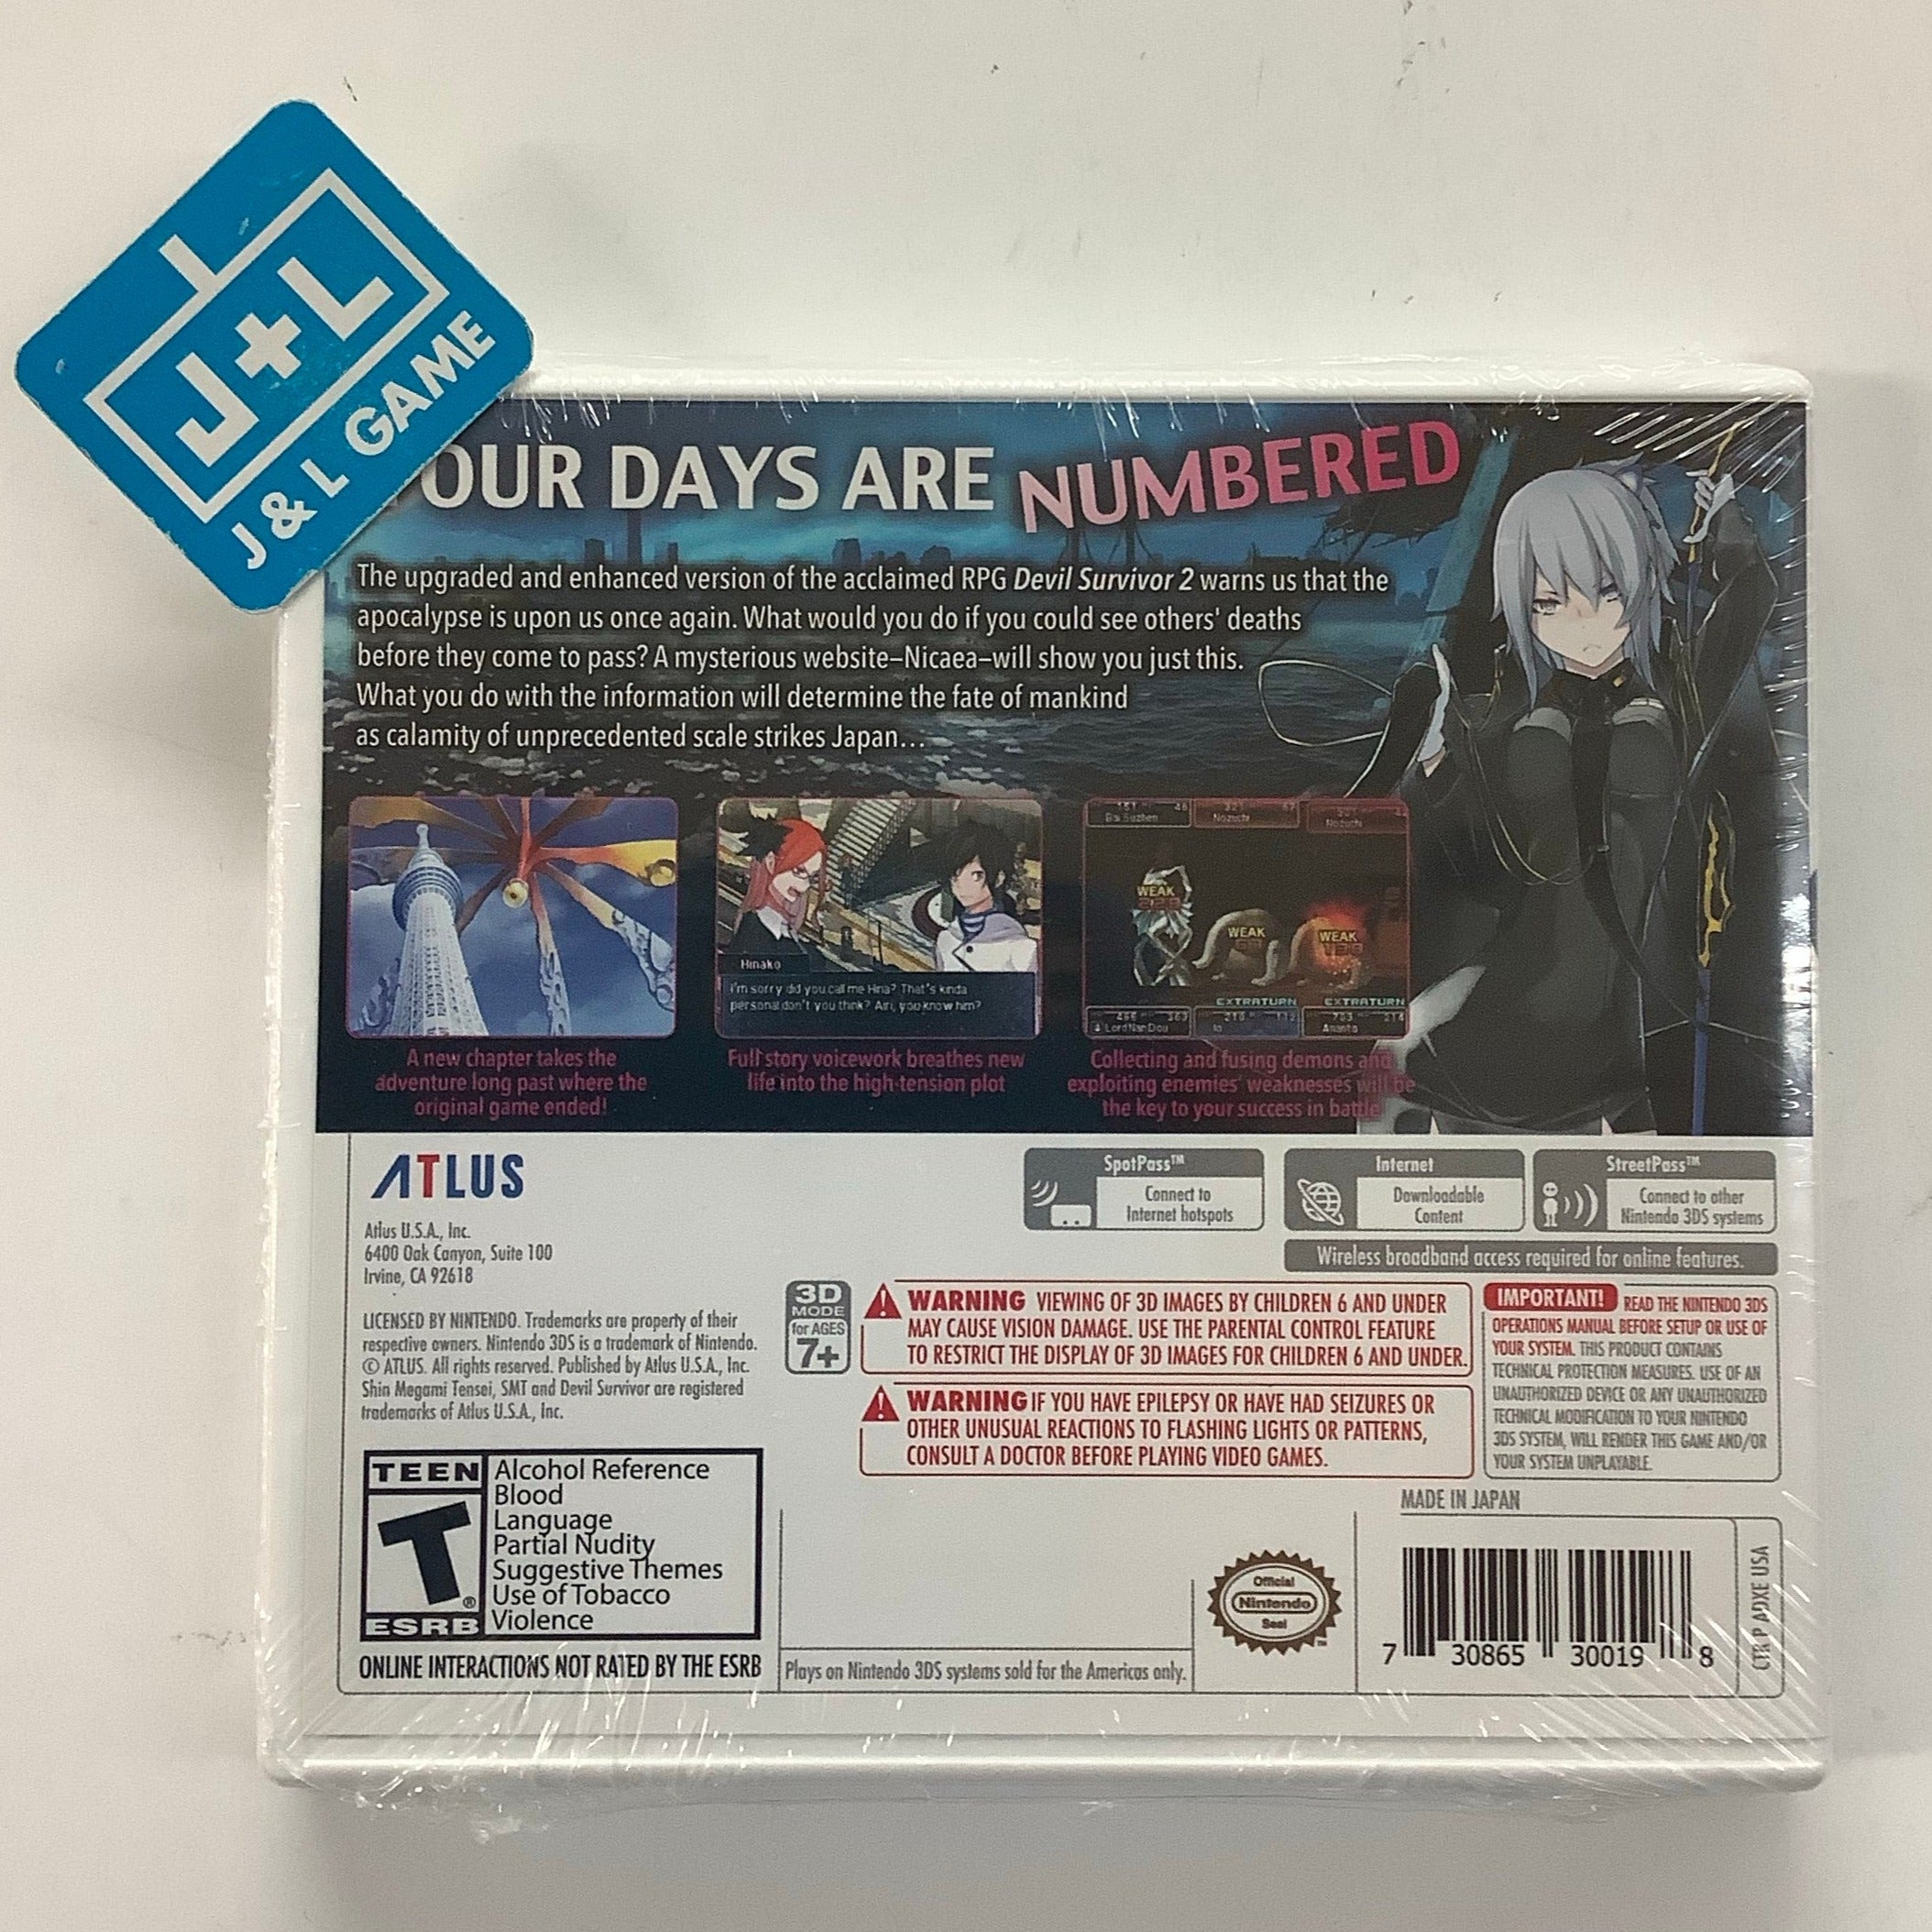 J+L
J & L GAME
OUR DAYS ARE NUMBERED
The upgraded and enhanced version of the acclaimed RPG Devil Survivor 2 warns us that the
apocalypse is upon us once again. What would you do if you could see others' deaths
before they come to pass? A mysterious website–Nicaea–will show you just this.
What you do with the information will determine the fate of mankind
as calamity of unprecedented scale strikes Japan...
Hinako
I'm sorry did you call me Hina? That's kinda
personal don't you think? Airi, you know him?
Bai Suzhen
Nozuchi
Nozuchi
WEAK
WEAK
WEAK
EXTRA TURN
EXTRA TURN
Lord Nan Dou
Io
Ananta
A new chapter takes the
adventure long past where the
original game ended!
Full story voicework breathes new
life into the high-tension plot
Collecting and fusing demons and
exploiting enemies' weaknesses will be
the key to your success in battle
ATLUS
Atlus U.S.A., Inc.
6400 Oak Canyon, Suite 100
Irvine, CA 92618
LICENSED BY NINTENDO. Trademarks are property of their
respective owners. Nintendo 3DS is a trademark of Nintendo.
© ATLUS. All rights reserved. Published by Atlus U.S.A., Inc.
Shin Megami Tensei, SMT and Devil Survivor are registered
trademarks of Atlus U.S.A., Inc.
SpotPass™
Connect to
Internet hotspots
Internet
Downloadable
Content
StreetPass™
Connect to other
Nintendo 3DS systems
Wireless broadband access required for online features.
3D
MODE
for AGES
7+
WARNING VIEWING OF 3D IMAGES BY CHILDREN 6 AND UNDER
MAY CAUSE VISION DAMAGE. USE THE PARENTAL CONTROL FEATURE
TO RESTRICT THE DISPLAY OF 3D IMAGES FOR CHILDREN 6 AND UNDER.
WARNING IF YOU HAVE EPILEPSY OR HAVE HAD SEIZURES OR
OTHER UNUSUAL REACTIONS TO FLASHING LIGHTS OR PATTERNS,
CONSULT A DOCTOR BEFORE PLAYING VIDEO GAMES.
IMPORTANT! READ THE NINTENDO 3DS
OPERATIONS MANUAL BEFORE SETUP OR USE OF
YOUR SYSTEM. THIS PRODUCT CONTAINS
TECHNICAL PROTECTION MEASURES. USE OF AN
UNAUTHORIZED DEVICE OR ANY UNAUTHORIZED
TECHNICAL MODIFICATION TO YOUR NINTENDO
3DS SYSTEM, WILL RENDER THIS GAME AND/OR
YOUR SYSTEM UNPLAYABLE.
MADE IN JAPAN
TEEN
T®
ESRB
Alcohol Reference
Blood
Language
Partial Nudity
Suggestive Themes
Use of Tobacco
Violence
ONLINE INTERACTIONS NOT RATED BY THE ESRB
Plays on Nintendo 3DS systems sold for the Americas only.
Official
Nintendo
Seal
™
7 30865 30019 8
CTR P ADXE USA